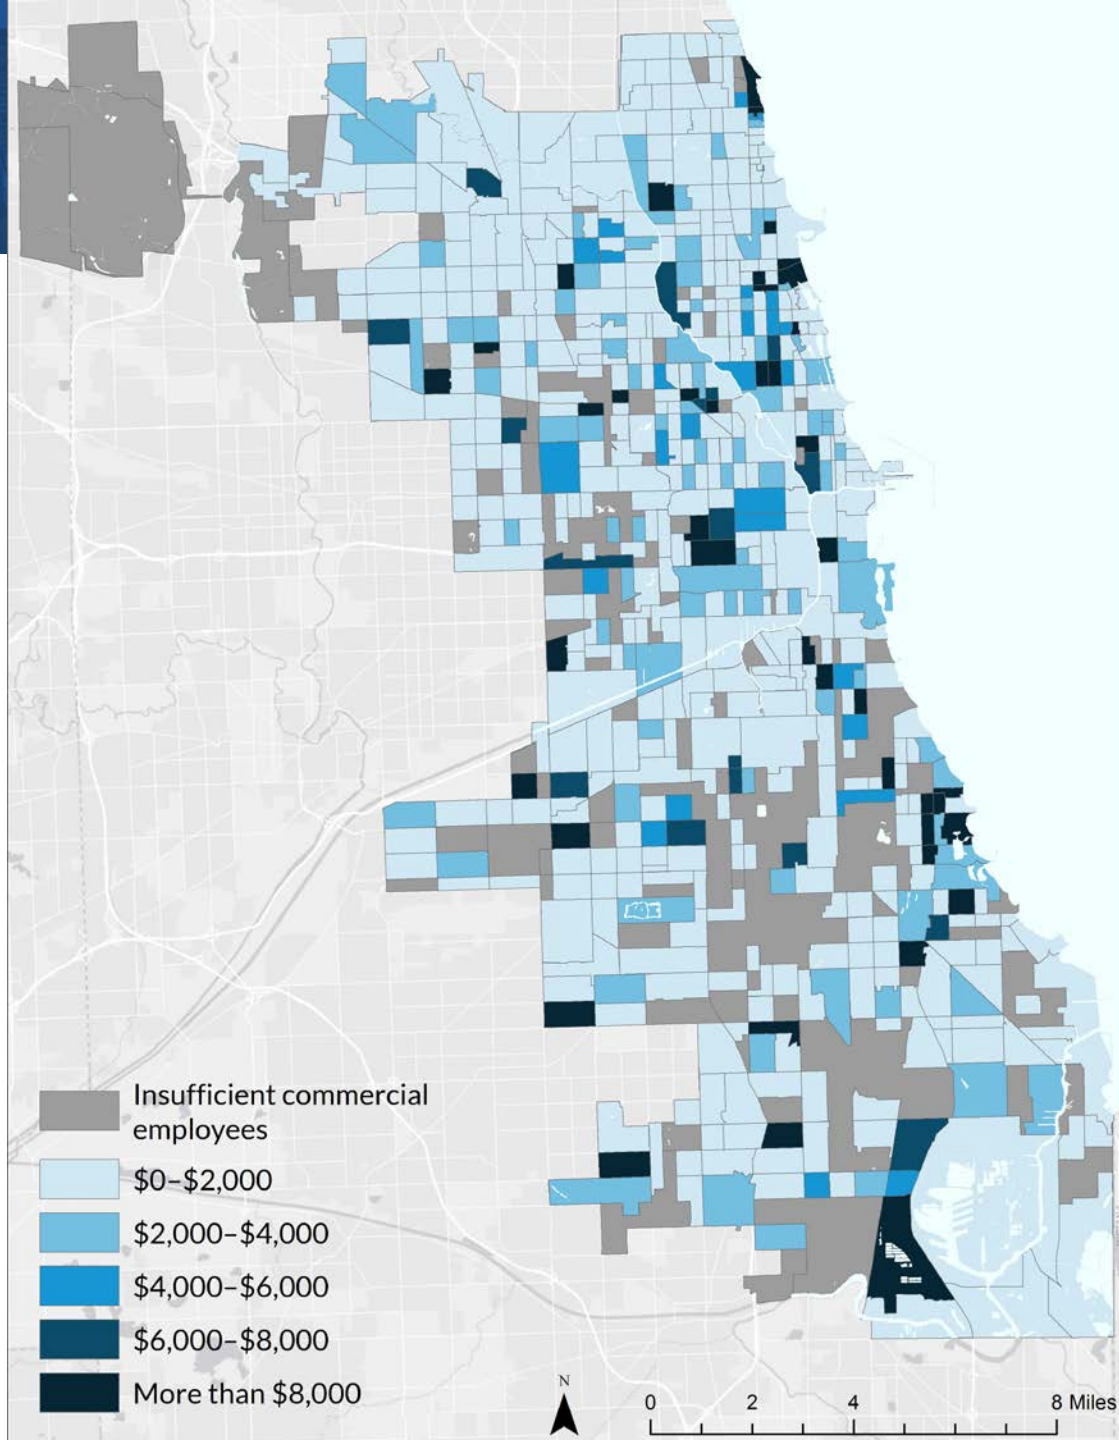 Insufficient commercial
employees
$0–$2,000
$2,000–$4,000
$4,000–$6,000
$6,000–$8,000
More than $8,000
N
0 2 4 8 Miles